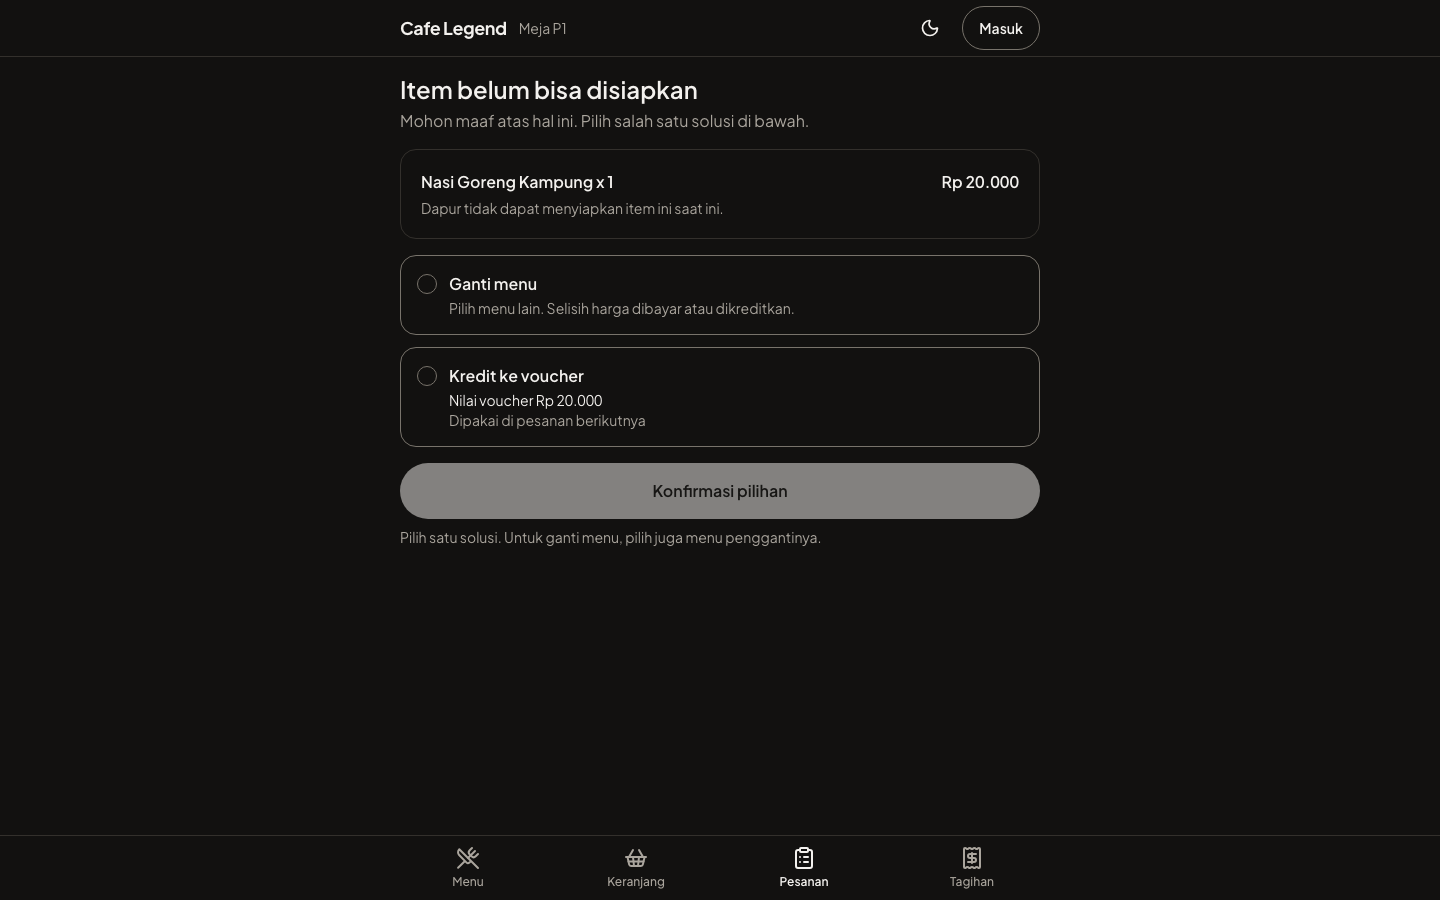 Cafe Legend Meja P1 Masuk
Item belum bisa disiapkan
Mohon maaf atas hal ini. Pilih salah satu solusi di bawah.
Nasi Goreng Kampung x 1 Rp 20.000
Dapur tidak dapat menyiapkan item ini saat ini.
Ganti menu
Pilih menu lain. Selisih harga dibayar atau dikreditkan.
Kredit ke voucher
Nilai voucher Rp 20.000
Dipakai di pesanan berikutnya
Konfirmasi pilihan
Pilih satu solusi. Untuk ganti menu, pilih juga menu penggantinya.
Menu Keranjang Pesanan Tagihan